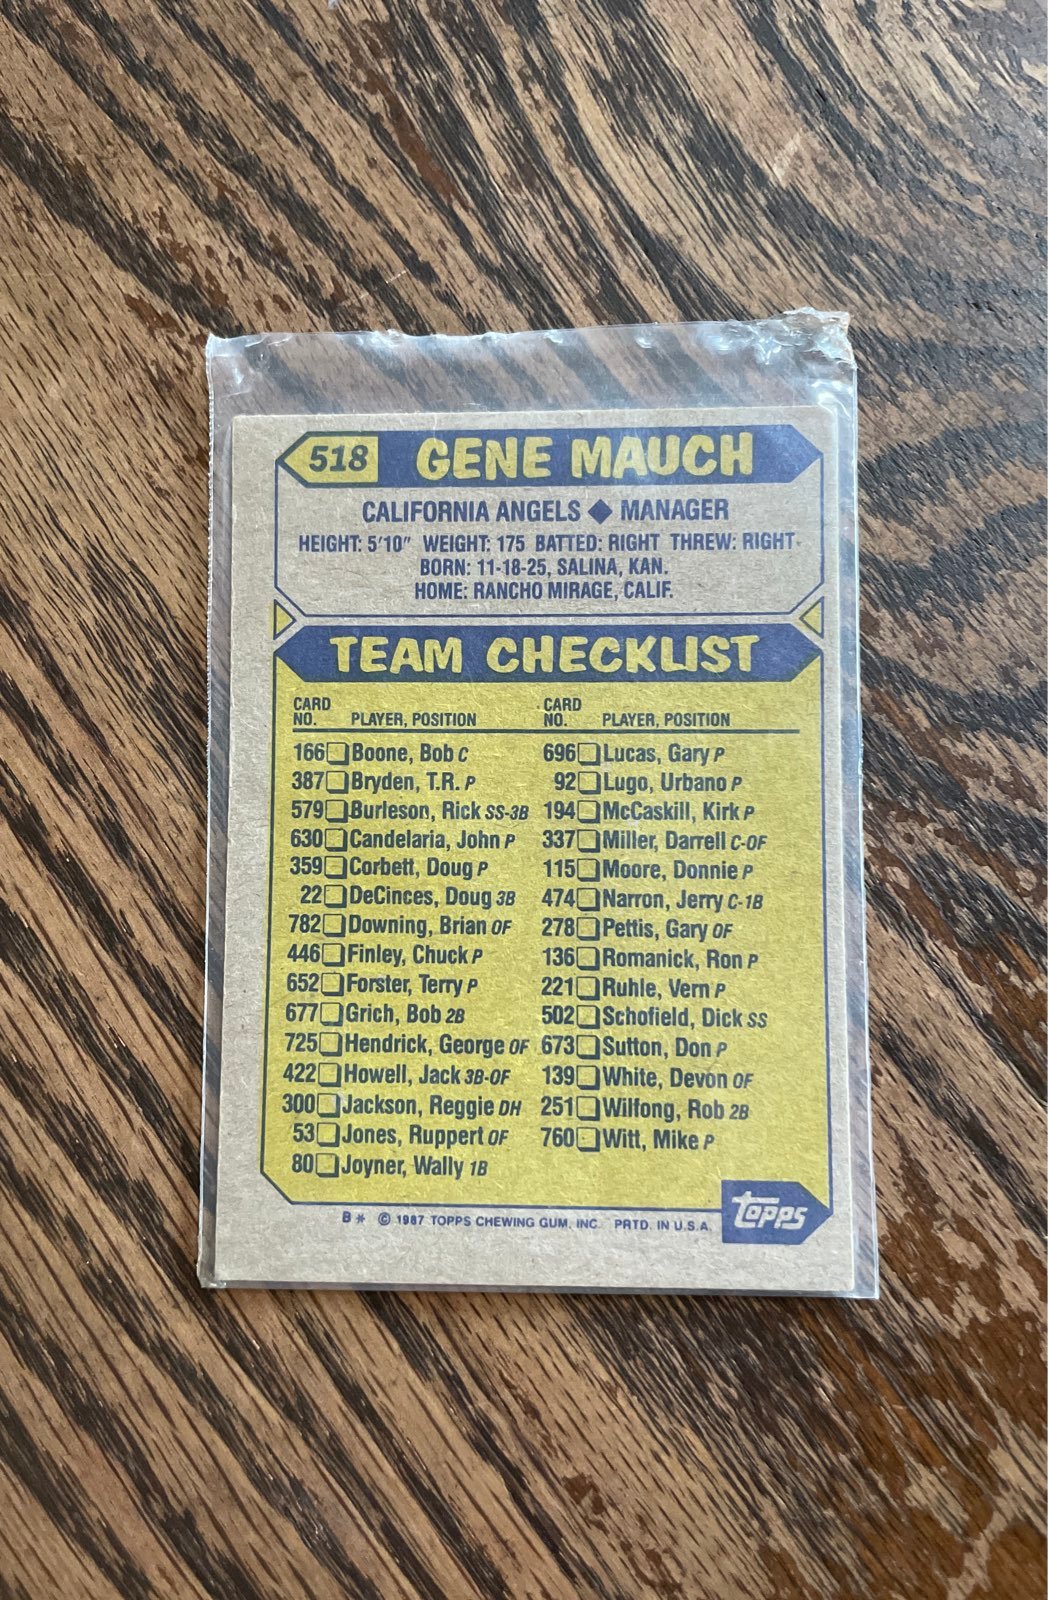 518 GENE MAUCH
CALIFORNIA ANGELS ◆ MANAGER
HEIGHT: 5'10" WEIGHT: 175 BATTED: RIGHT THREW: RIGHT
BORN: 11-18-25, SALINA, KAN.
HOME: RANCHO MIRAGE, CALIF.
TEAM CHECKLIST
CARD
NO. PLAYER, POSITION
166 Boone, Bob C
387 Bryden, T.R. P
579 Burleson, Rick SS-3B
630 Candelaria, John P
359 Corbett, Doug P
22 DeCinces, Doug 3B
782 Downing, Brian OF
446 Finley, Chuck P
652 Forster, Terry P
677 Grich, Bob 2B
725 Hendrick, George OF
422 Howell, Jack 3B-OF
300 Jackson, Reggie DH
53 Jones, Ruppert OF
80 Joyner, Wally 1B
CARD
NO. PLAYER, POSITION
696 Lucas, Gary P
92 Lugo, Urbano P
194 McCaskill, Kirk P
337 Miller, Darrell C-OF
115 Moore, Donnie P
474 Narron, Jerry C-1B
278 Pettis, Gary OF
136 Romanick, Ron P
221 Ruhle, Vern P
502 Schofield, Dick SS
673 Sutton, Don P
139 White, Devon OF
251 Wilfong, Rob 2B
760 Witt, Mike P
B* © 1987 TOPPS CHEWING GUM, INC. PRTD. IN U.S.A.
topps